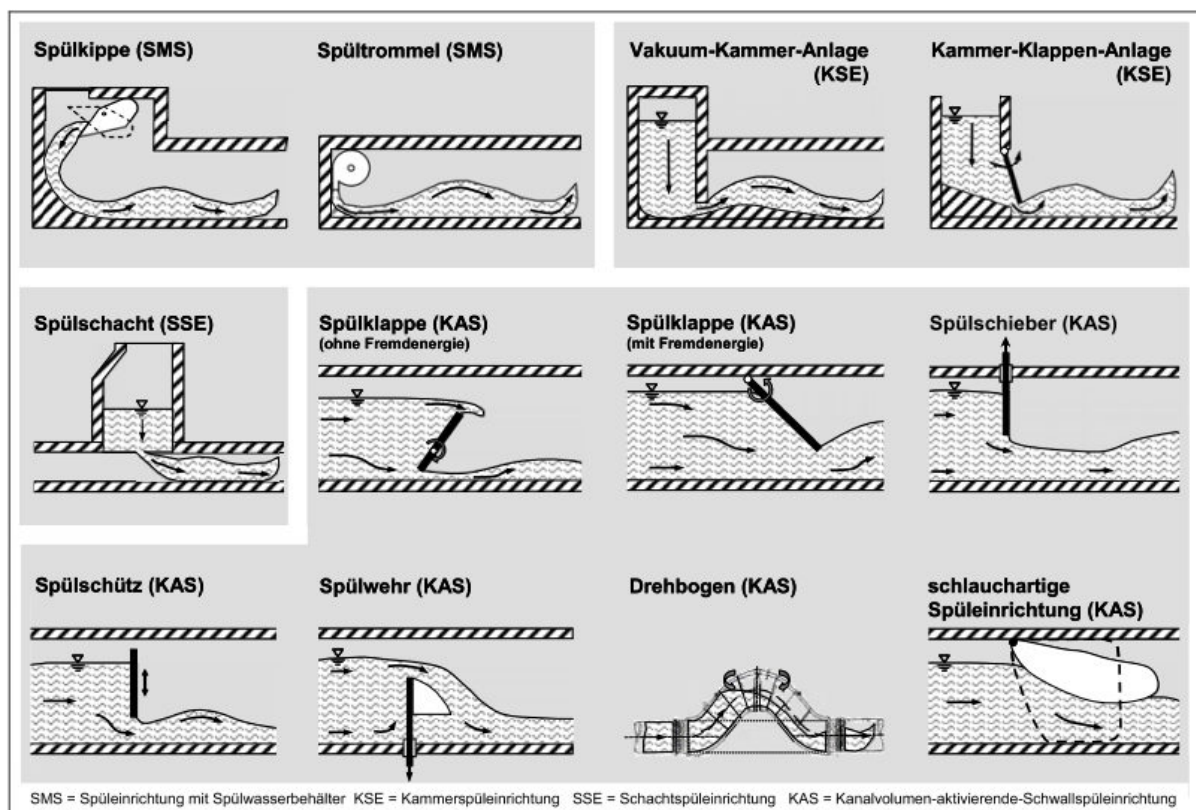 Spülkippe (SMS)
Spültrommel (SMS)
Vakuum-Kammer-Anlage
(KSE)
Kammer-Klappen-Anlage
(KSE)
Spülschacht (SSE)
Spülklappe (KAS)
(ohne Fremdenergie)
Spülklappe (KAS)
(mit Fremdenergie)
Spülschieber (KAS)
Spülschütz (KAS)
Spülwehr (KAS)
Drehbogen (KAS)
schlauchartige
Spüleinrichtung (KAS)
SMS = Spüleinrichtung mit Spülwasserbehälter KSE = Kammerspüleinrichtung SSE = Schachtspüleinrichtung KAS = Kanalvolumen-aktivierende-Schwallspüleinrichtung